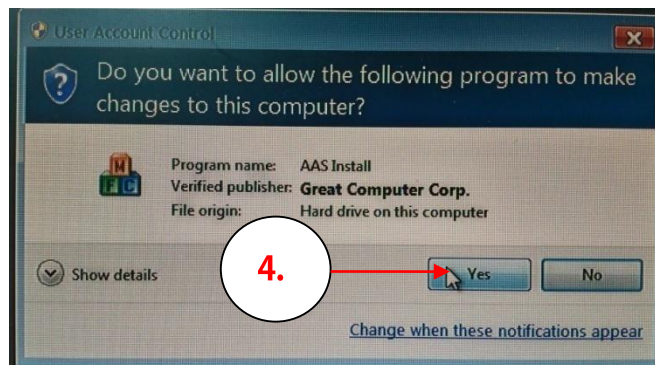 User Account Control
Do you want to allow the following program to make
changes to this computer?
M
F C
Program name: AAS Install
Verified publisher: Great Computer Corp.
File origin: Hard drive on this computer
Show details
4.
Yes
No
Change when these notifications appear